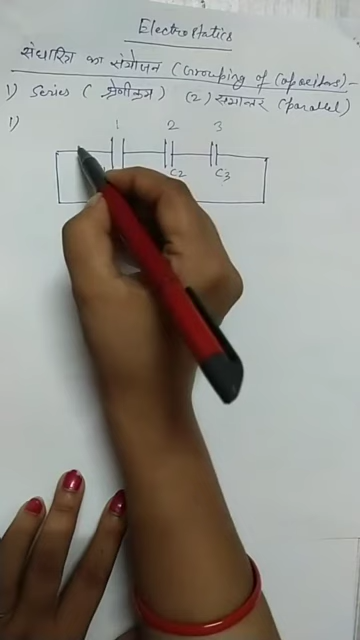 Electrostatics
संधारित्र का संयोजन (Grouping of Capacitors) -
1) Series ( श्रेणीक्रम ) (2) समान्तर (parallel)
1)
1 2 3
C2 C3